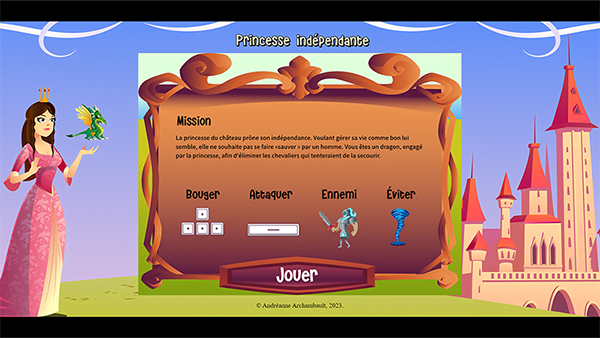 Princesse indépendante
Mission
La princesse du château prône son indépendance. Voulant gérer sa vie comme bon lui
semble, elle ne souhaite pas se faire «sauver » par un homme. Vous êtes un dragon, engagé
par la princesse, afin d'éliminer les chevaliers qui tenteraient de la secourir.
Bouger Attaquer Ennemi Éviter
Jouer
© Andréanne Archambault, 2023.